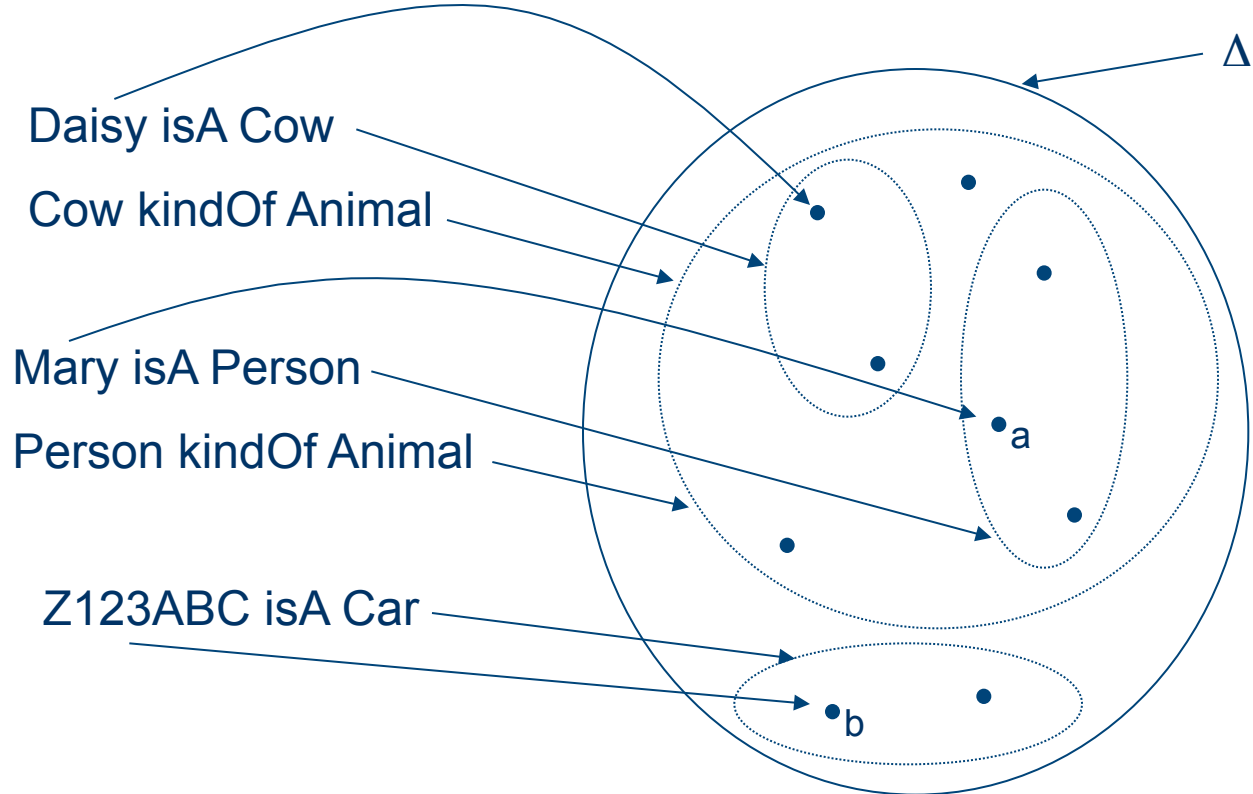 Δ
Daisy isA Cow
Cow kindOf Animal
Mary isA Person
a
Person kindOf Animal
Z123ABC isA Car
b